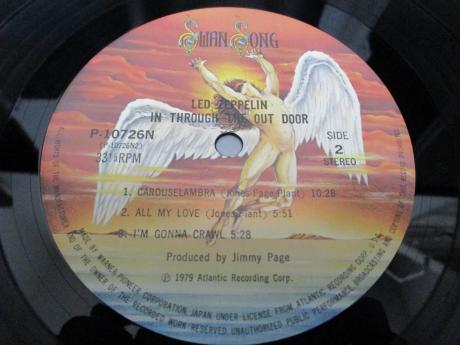 SWAN SONG
LED ZEPPELIN
IN THROUGH THE OUT DOOR
P-10726N
(P-10726N2)
33⅓RPM
SIDE
2
STEREO
1. CAROUSELAMBRA (Jones-Page-Plant) 10:28
2. ALL MY LOVE (Jones-Plant) 5:51
3. I'M GONNA CRAWL 5:28
Produced by Jimmy Page
Ⓟ 1979 Atlantic Recording Corp.
MADE BY WARNER-PIONEER CORPORATION, JAPAN, UNDER LICENSE FROM ATLANTIC RECORDING CORP.
OF THE OWNER OF THE RECORDED WORK RESERVED. UNAUTHORIZED PUBLIC PERFORMANCE, BROADCASTING AND COPYING OF